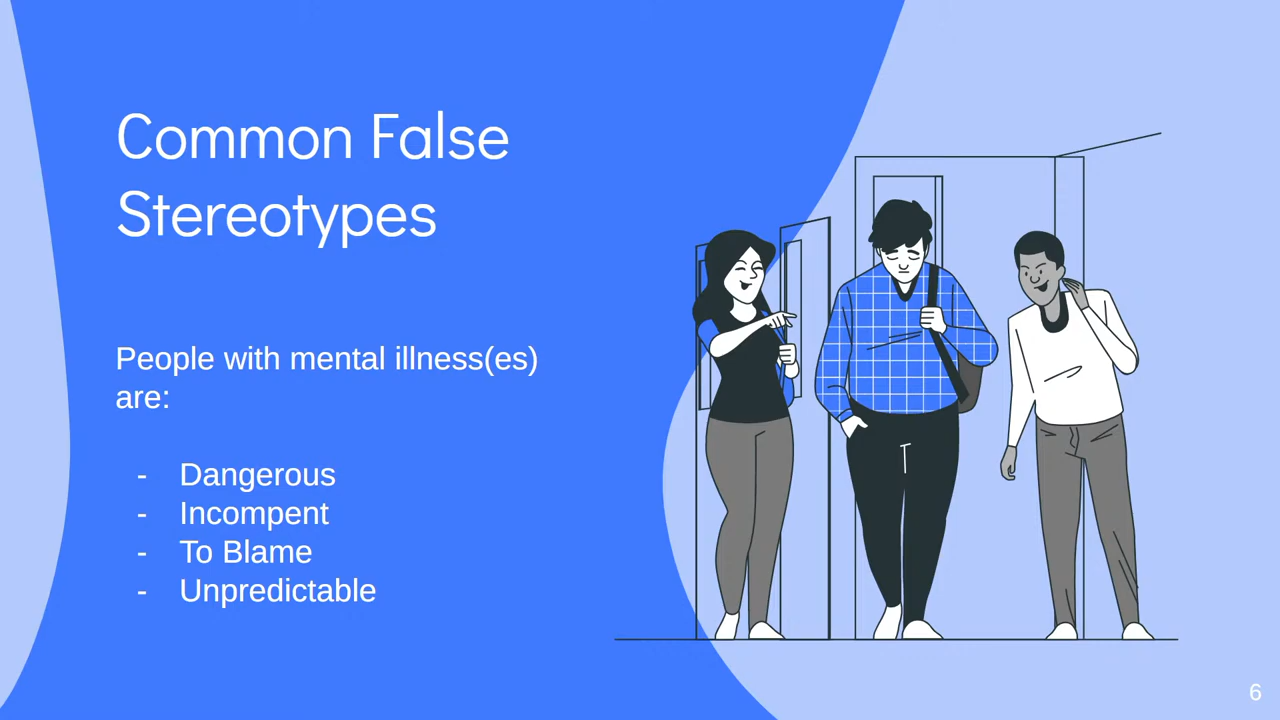 Common False
Stereotypes
People with mental illness(es)
are:
- Dangerous
- Incompent
- To Blame
- Unpredictable
6